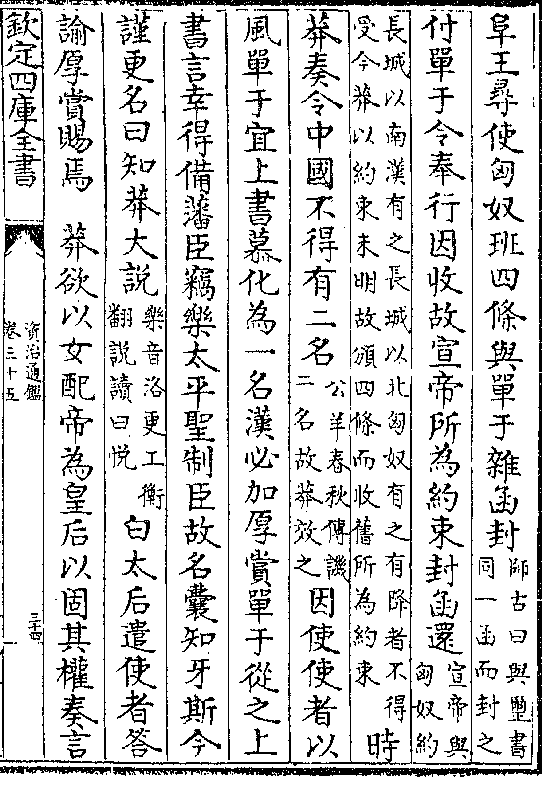 阜王尋使匈奴班四條與單于雜函封師古曰與璽書同一函而封之
付單于令奉行因收故宣帝所為約束封函還宣帝與匈奴約
長城以南漢有之長城以北匈奴有之有降者不得受今莽以約束未明故頒四條而收舊所為約束時
莽奏令中國不得有二名公羊春秋傳譏二名故莽效之因使使者以
風單于宜上書慕化為一名漢必加厚賞單于從之上
書言幸得備藩臣竊樂太平聖制臣故名囊知牙斯今
謹更名曰知莽大說樂音洛更工衡翻說讀曰悅白太后遣使者答
諭厚賞賜焉　莽欲以女配帝為皇后以固其權奏言
欽定四庫全書
資治通鑑
卷三十五
三十四